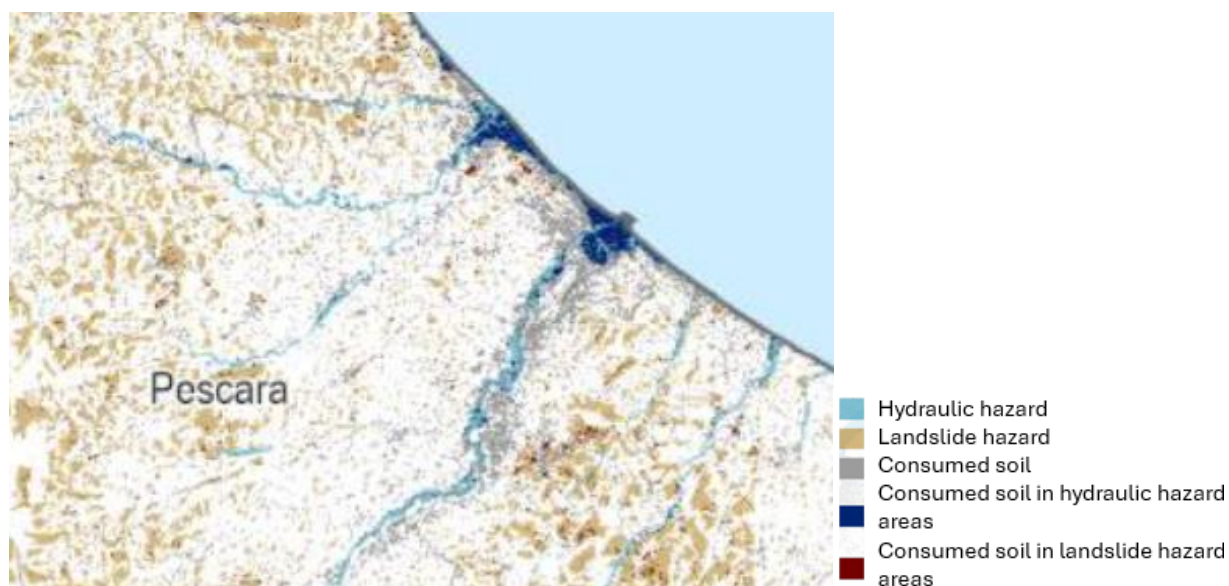 Pescara
Hydraulic hazard
Landslide hazard
Consumed soil
Consumed soil in hydraulic hazard
areas
Consumed soil in landslide hazard
areas